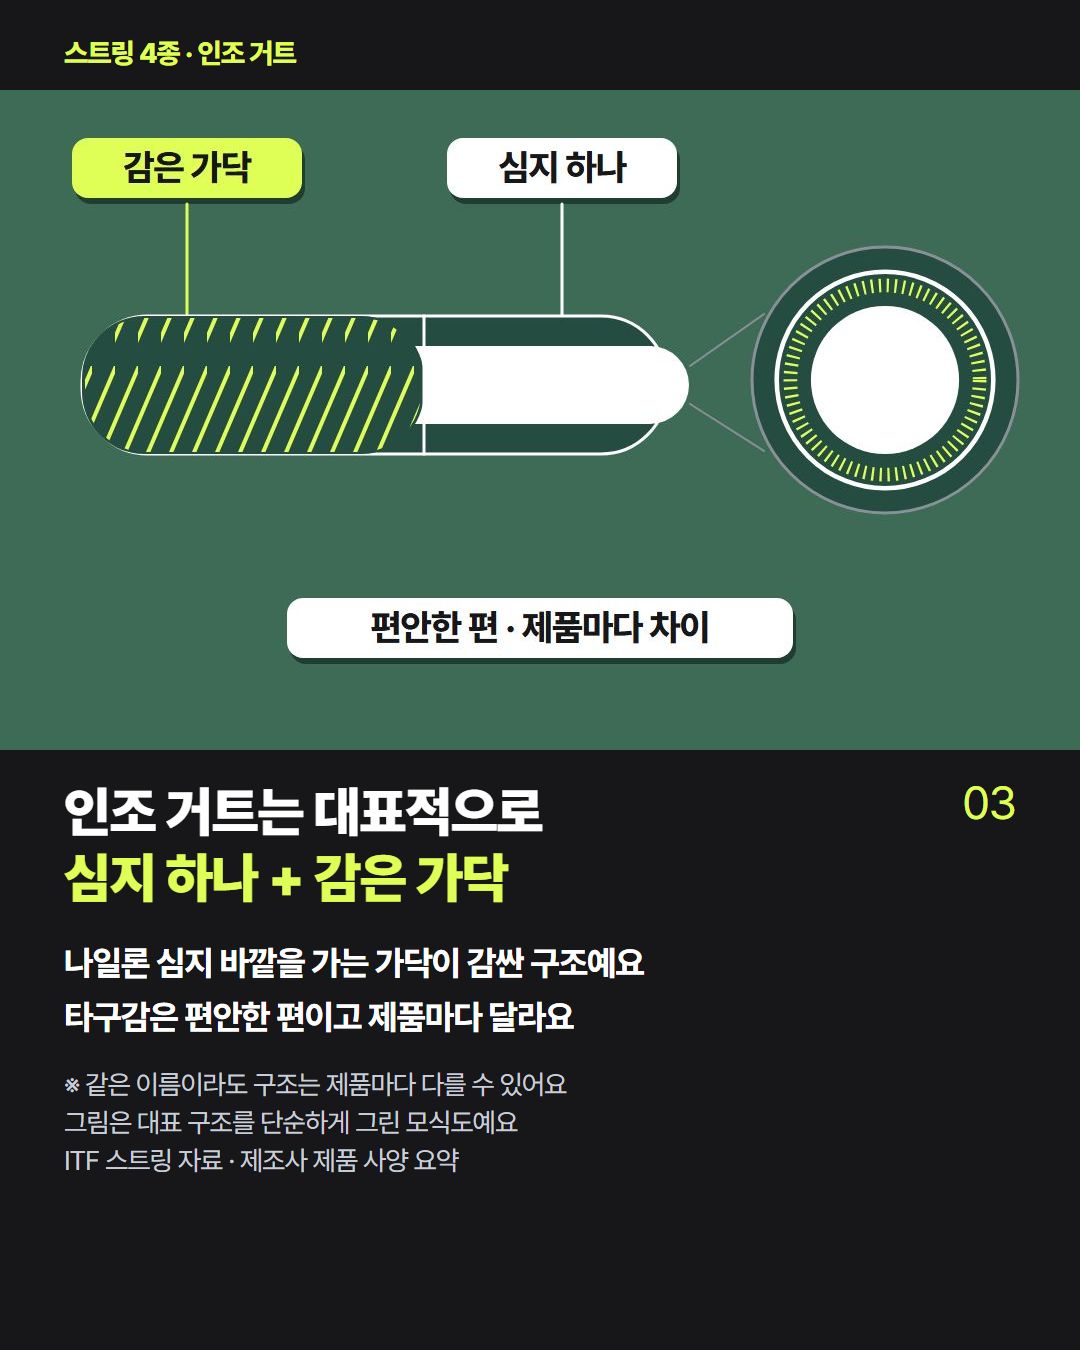 스트링 4종 · 인조 거트
감은 가닥
심지 하나
편안한 편 · 제품마다 차이
인조 거트는 대표적으로
03
심지 하나 + 감은 가닥
나일론 심지 바깥을 가는 가닥이 감싼 구조예요
타구감은 편안한 편이고 제품마다 달라요
※ 같은 이름이라도 구조는 제품마다 다를 수 있어요
그림은 대표 구조를 단순하게 그린 모식도예요
ITF 스트링 자료 · 제조사 제품 사양 요약